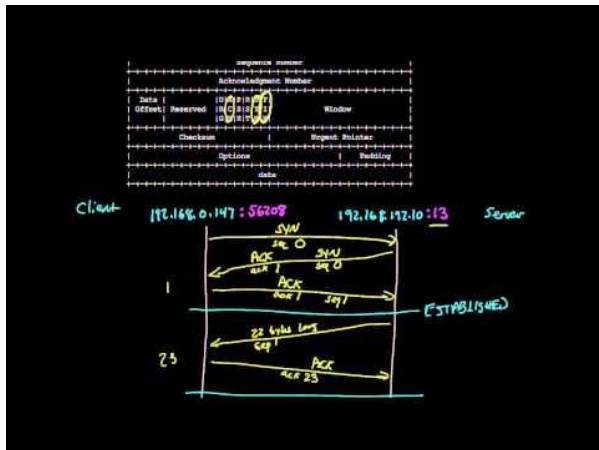 Sequence Number
Acknowledgment Number
Data
Offset| Reserved Window
Checksum | Urgent Pointer
Options | Padding
data
Client 192.168.0.147:56208 192.168.192.10:13 Server
SYN
seq 0
ACK SYN
ack 1 seq 0
ACK
1 ack 1 seq 1
ESTABLISHED
22 bytes long
seq 1
23 ACK
ack 23